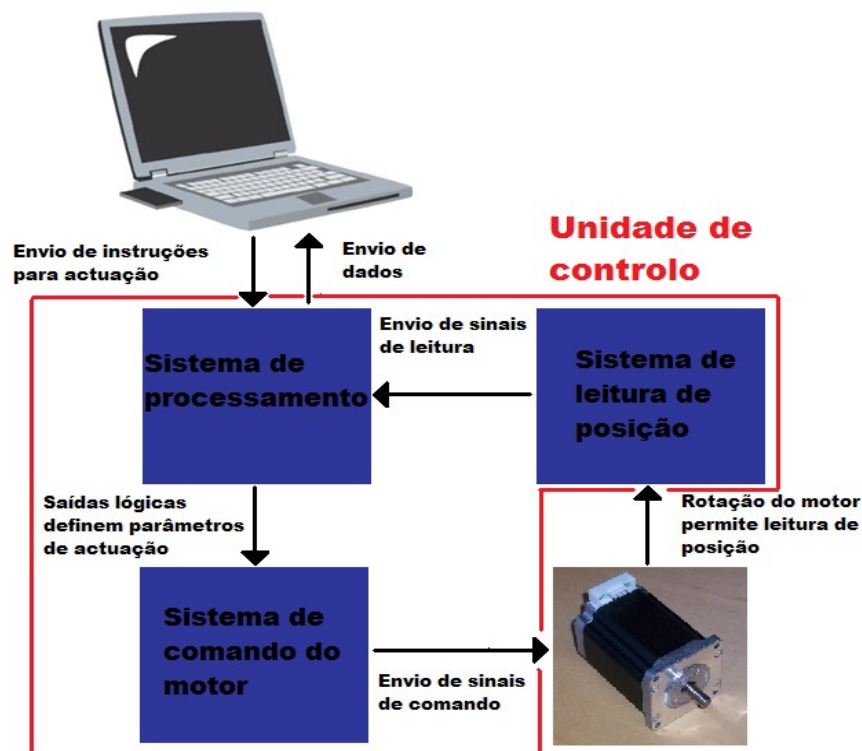 Envio de instruções
para actuação
Envio de
dados
Unidade de
controlo
Sistema de
processamento
Envio de sinais
de leitura
Sistema de
leitura de
posição
Saídas lógicas
definem parâmetros
de actuação
Rotação do motor
permite leitura de
posição
Sistema de
comando do
motor
Envio de sinais
de comando